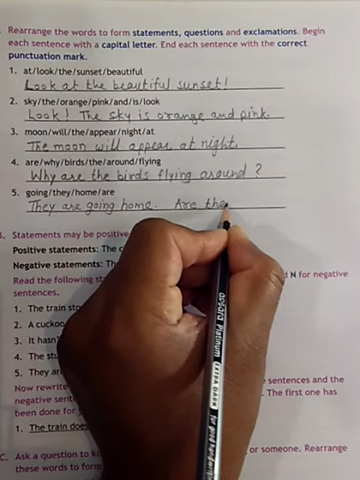 Rearrange the words to form statements, questions and exclamations. Begin
each sentence with a capital letter. End each sentence with the correct
punctuation mark.
1. at/look/the/sunset/beautiful
Look at the beautiful sunset!
2. sky/the/orange/pink/and/is/look
Look! The sky is orange and pink.
3. moon/will/the/appear/night/at
The moon will appear at night.
4. are/why/birds/the/around/flying
Why are the birds flying around?
5. going/they/home/are
They are going home. Are the
Statements may be positive
Positive statements: The c
Negative statements: Th
Read the following N for negative
sentences.
1. The train sto
2. A cuckoo
3. It hasn'
4. The stu
5. They ar
Now rewrite sentences and the
negative sent The first one has
been done for
1. The train does
C. Ask a question to k or someone. Rearrange
these words to form
apsara Platinum EXTRA DARK